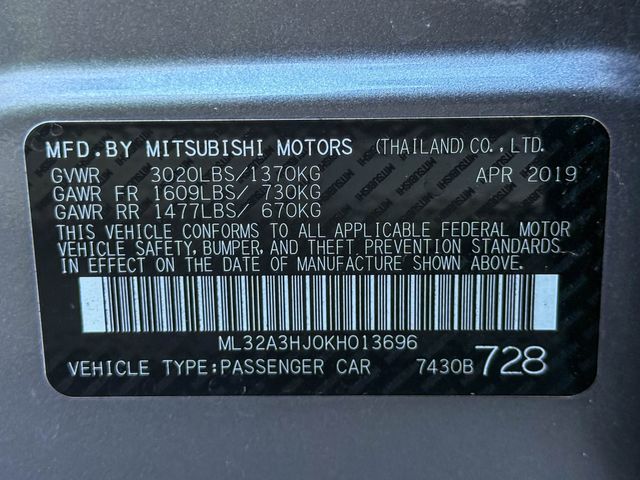 MFD.BY MITSUBISHI MOTORS (THAILAND)CO.,LTD.
GVWR 3020LBS/1370KG APR 2019
GAWR FR 1609LBS/ 730KG
GAWR RR 1477LBS/ 670KG
THIS VEHICLE CONFORMS TO ALL APPLICABLE FEDERAL MOTOR
VEHICLE SAFETY, BUMPER, AND THEFT PREVENTION STANDARDS
IN EFFECT ON THE DATE OF MANUFACTURE SHOWN ABOVE.
ML32A3HJ0KH013696
VEHICLE TYPE:PASSENGER CAR 7430B 728